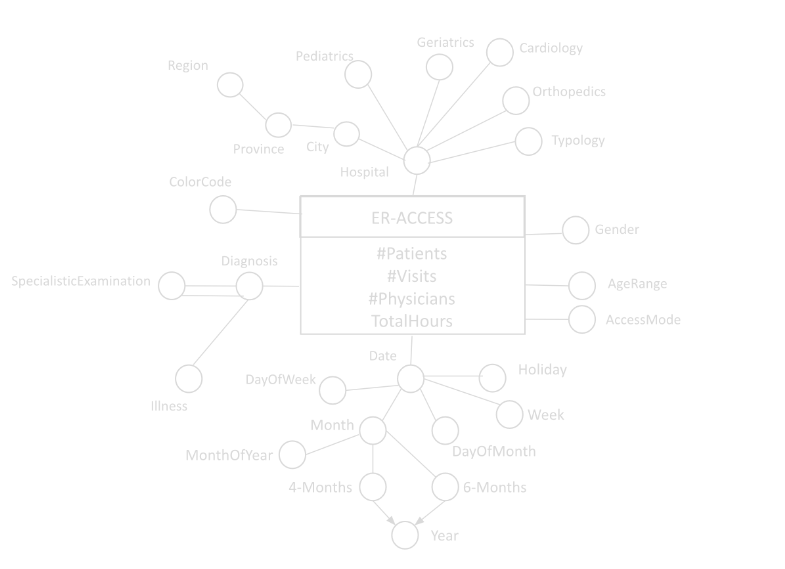 Geriatrics
Cardiology
Pediatrics
Region
Orthopedics
Typology
Province
City
Hospital
ColorCode
ER-ACCESS
Gender
#Patients
Diagnosis
#Visits
SpecialisticExamination
AgeRange
#Physicians
TotalHours
AccessMode
Date
Holiday
DayOfWeek
Illness
Week
Month
DayOfMonth
MonthOfYear
4-Months
6-Months
Year